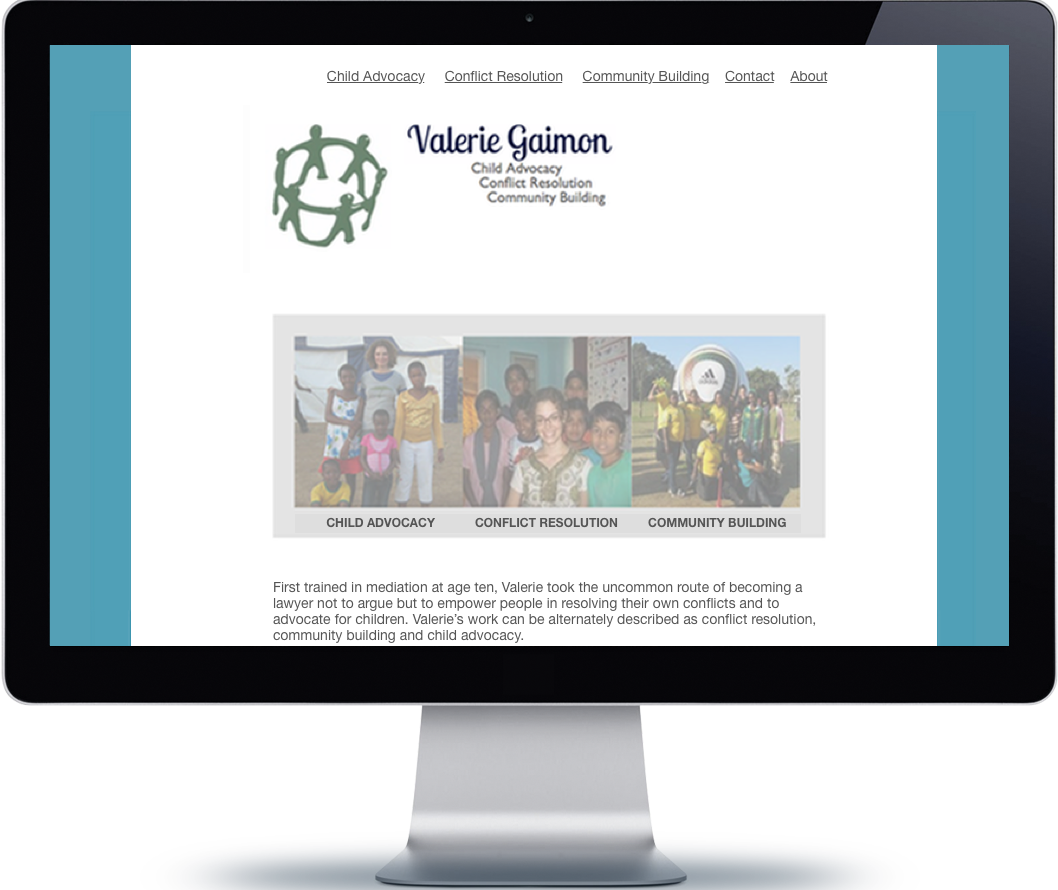 Child Advocacy Conflict Resolution Community Building Contact About
Valerie Gaimon
Child Advocacy
Conflict Resolution
Community Building
adidas
CHILD ADVOCACY CONFLICT RESOLUTION COMMUNITY BUILDING
First trained in mediation at age ten, Valerie took the uncommon route of becoming a
lawyer not to argue but to empower people in resolving their own conflicts and to
advocate for children. Valerie’s work can be alternately described as conflict resolution,
community building and child advocacy.